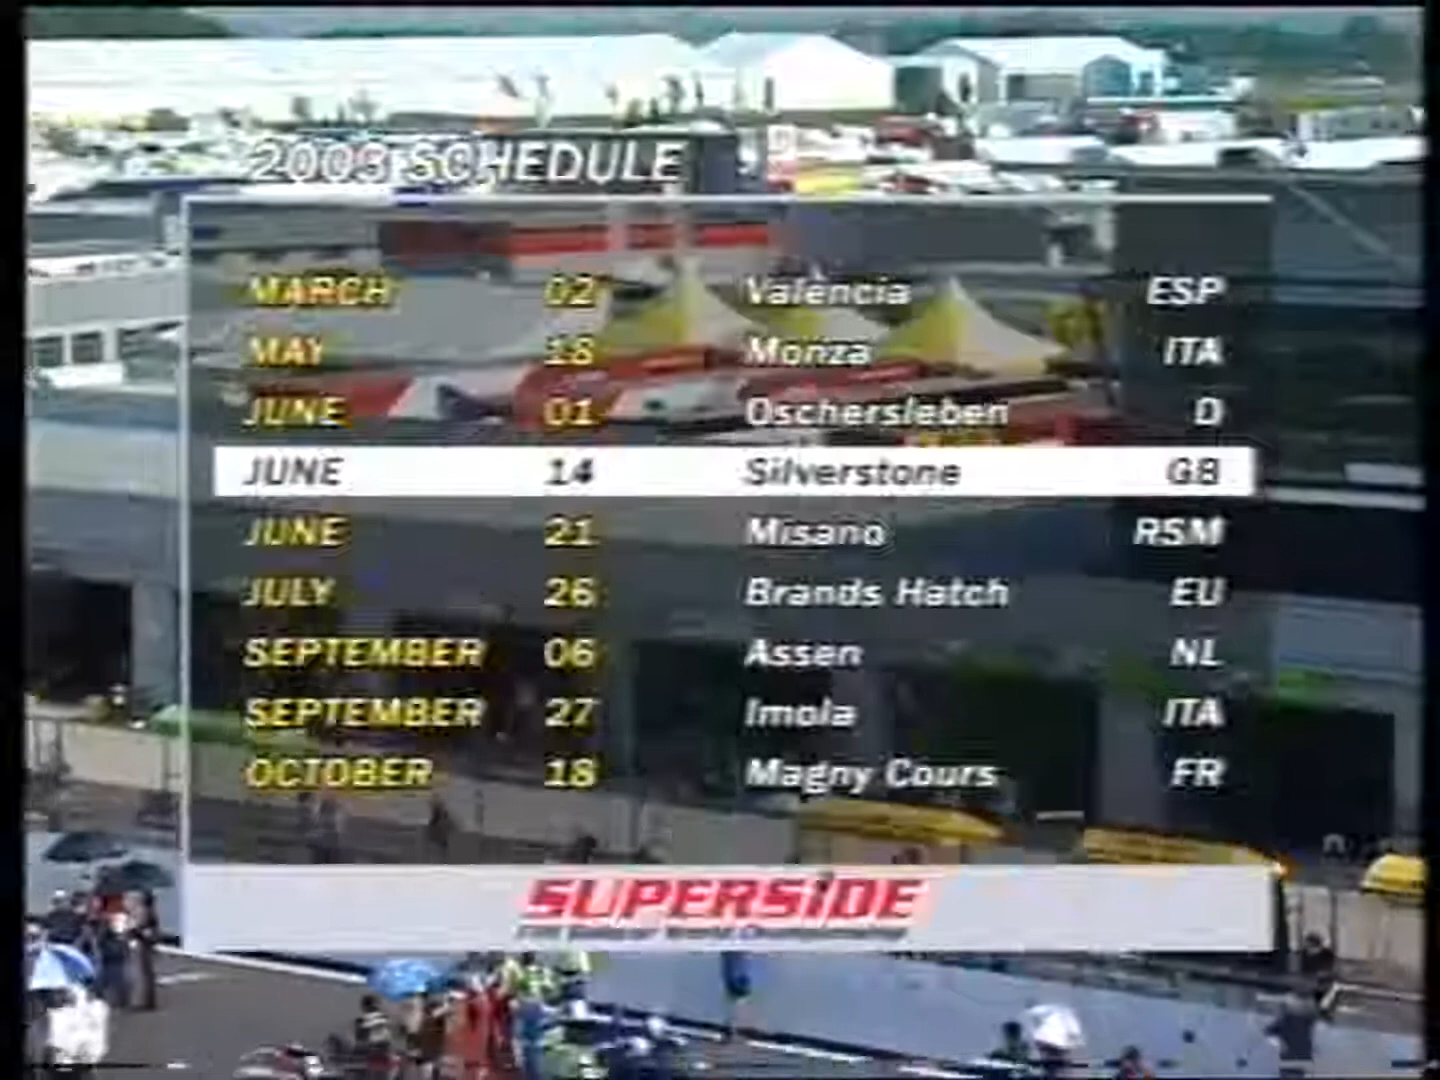 2003 SCHEDULE
MARCH 02 Valencia ESP
MAY 18 Monza ITA
JUNE 01 Oschersleben D
JUNE 14 Silverstone GB
JUNE 21 Misano RSM
JULY 26 Brands Hatch EU
SEPTEMBER 06 Assen NL
SEPTEMBER 27 Imola ITA
OCTOBER 18 Magny Cours FR
SUPERSIDE